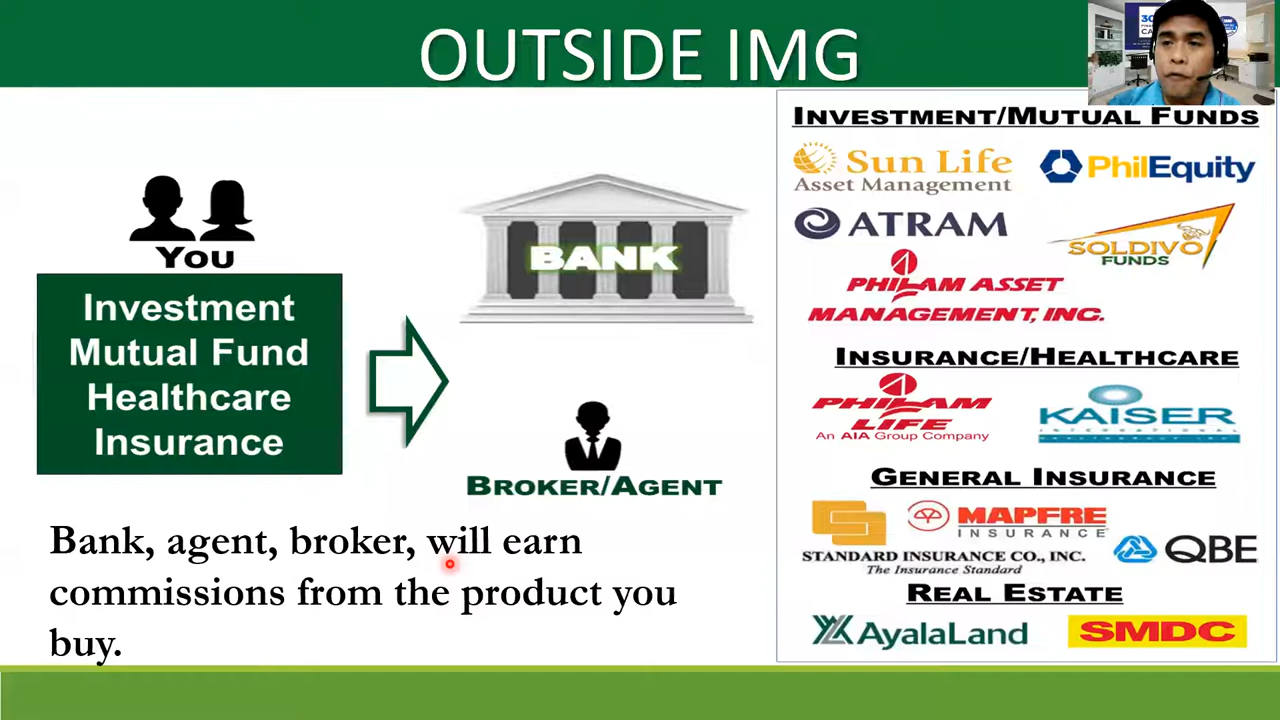 OUTSIDE IMG
You
Investment
Mutual Fund
Healthcare
Insurance
BANK
BROKER/AGENT
Bank, agent, broker, will earn
commissions from the product you
buy.
INVESTMENT/MUTUAL FUNDS
Sun Life
Asset Management
PhilEquity
ATRAM
SOLDIVO
FUNDS
PHILAM ASSET
MANAGEMENT, INC.
INSURANCE/HEALTHCARE
PHILAM
LIFE
An AIA Group Company
KAISER
INTERNATIONAL
GENERAL INSURANCE
STANDARD INSURANCE CO., INC.
The Insurance Standard
MAPFRE
INSURANCE
QBE
REAL ESTATE
AyalaLand
SMDC